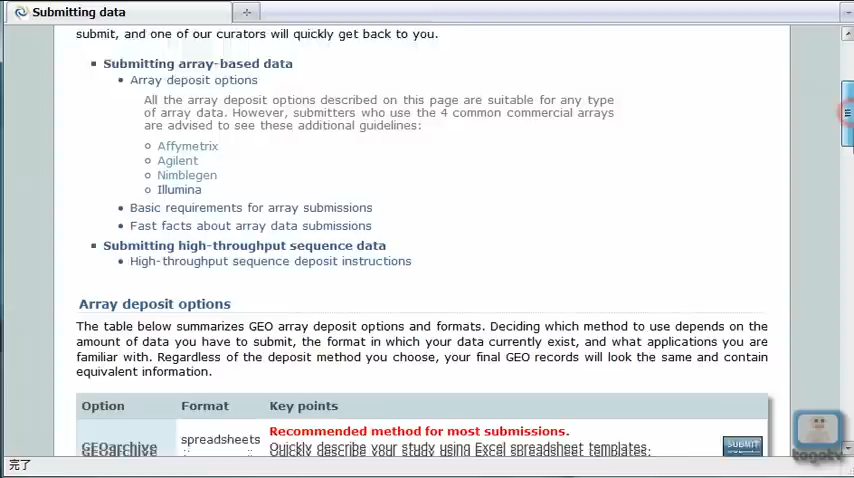 Submitting data
submit, and one of our curators will quickly get back to you.
Submitting array-based data
Array deposit options
All the array deposit options described on this page are suitable for any type
of array data. However, submitters who use the 4 common commercial arrays
are advised to see these additional guidelines:
Affymetrix
Agilent
Nimblegen
Illumina
Basic requirements for array submissions
Fast facts about array data submissions
Submitting high-throughput sequence data
High-throughput sequence deposit instructions
Array deposit options
The table below summarizes GEO array deposit options and formats. Deciding which method to use depends on the
amount of data you have to submit, the format in which your data currently exist, and what applications you are
familiar with. Regardless of the deposit method you choose, your final GEO records will look the same and contain
equivalent information.
Option Format Key points
Recommended method for most submissions.
GEOarchive spreadsheets Quickly describe your study using Excel spreadsheet templates.
SUBMIT
togotv
完了